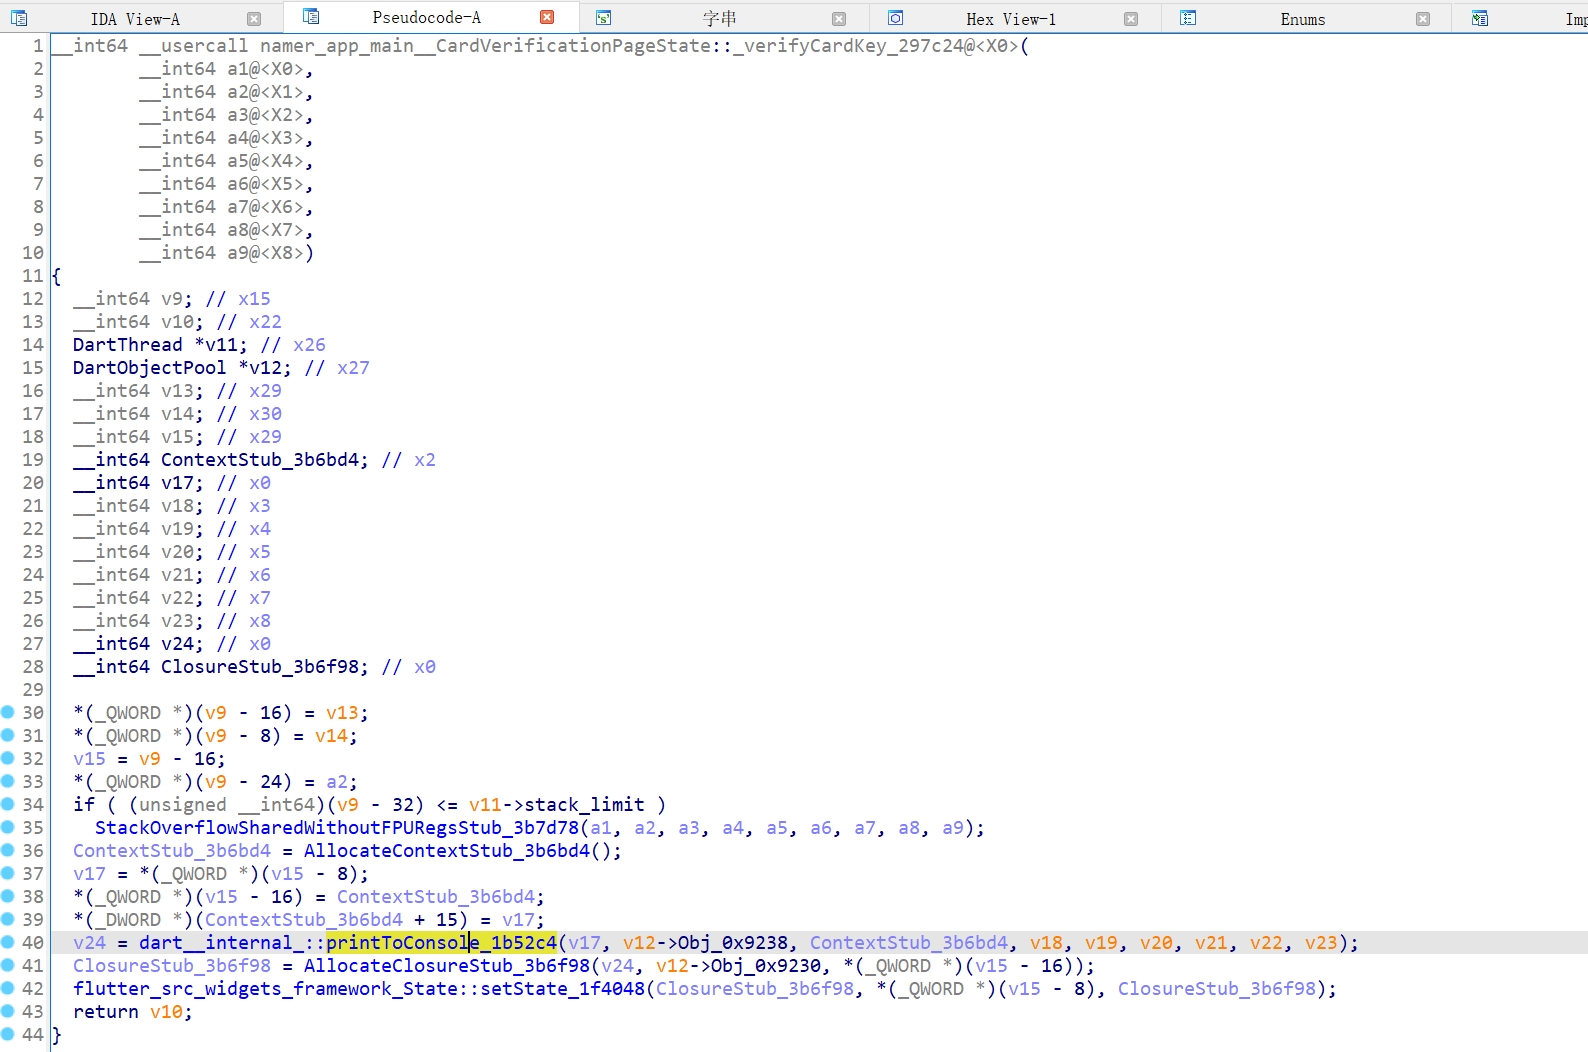 IDA View-A	Pseudocode-A	字串	Hex View-1	Enums
1 __int64 __usercall namer_app_main__CardVerificationPageState::_verifyCardKey_297c24@<X0>(
2         __int64 a1@<X0>,
3         __int64 a2@<X1>,
4         __int64 a3@<X2>,
5         __int64 a4@<X3>,
6         __int64 a5@<X4>,
7         __int64 a6@<X5>,
8         __int64 a7@<X6>,
9         __int64 a8@<X7>,
10         __int64 a9@<X8>)
11 {
12   __int64 v9; // x15
13   __int64 v10; // x22
14   DartThread *v11; // x26
15   DartObjectPool *v12; // x27
16   __int64 v13; // x29
17   __int64 v14; // x30
18   __int64 v15; // x29
19   __int64 ContextStub_3b6bd4; // x2
20   __int64 v17; // x0
21   __int64 v18; // x3
22   __int64 v19; // x4
23   __int64 v20; // x5
24   __int64 v21; // x6
25   __int64 v22; // x7
26   __int64 v23; // x8
27   __int64 v24; // x0
28   __int64 ClosureStub_3b6f98; // x0
29
30   *(_QWORD *)(v9 - 16) = v13;
31   *(_QWORD *)(v9 - 8) = v14;
32   v15 = v9 - 16;
33   *(_QWORD *)(v9 - 24) = a2;
34   if ( (unsigned __int64)(v9 - 32) <= v11->stack_limit )
35     StackOverflowSharedWithoutFPURegsStub_3b7d78(a1, a2, a3, a4, a5, a6, a7, a8, a9);
36   ContextStub_3b6bd4 = AllocateContextStub_3b6bd4();
37   v17 = *(_QWORD *)(v15 - 8);
38   *(_QWORD *)(v15 - 16) = ContextStub_3b6bd4;
39   *(_DWORD *)(ContextStub_3b6bd4 + 15) = v17;
40   v24 = dart__internal_::printToConsole_1b52c4(v17, v12->Obj_0x9238, ContextStub_3b6bd4, v18, v19, v20, v21, v22, v23);
41   ClosureStub_3b6f98 = AllocateClosureStub_3b6f98(v24, v12->Obj_0x9230, *(_QWORD *)(v15 - 16));
42   flutter_src_widgets_framework_State::setState_1f4048(ClosureStub_3b6f98, *(_QWORD *)(v15 - 8), ClosureStub_3b6f98);
43   return v10;
44 }